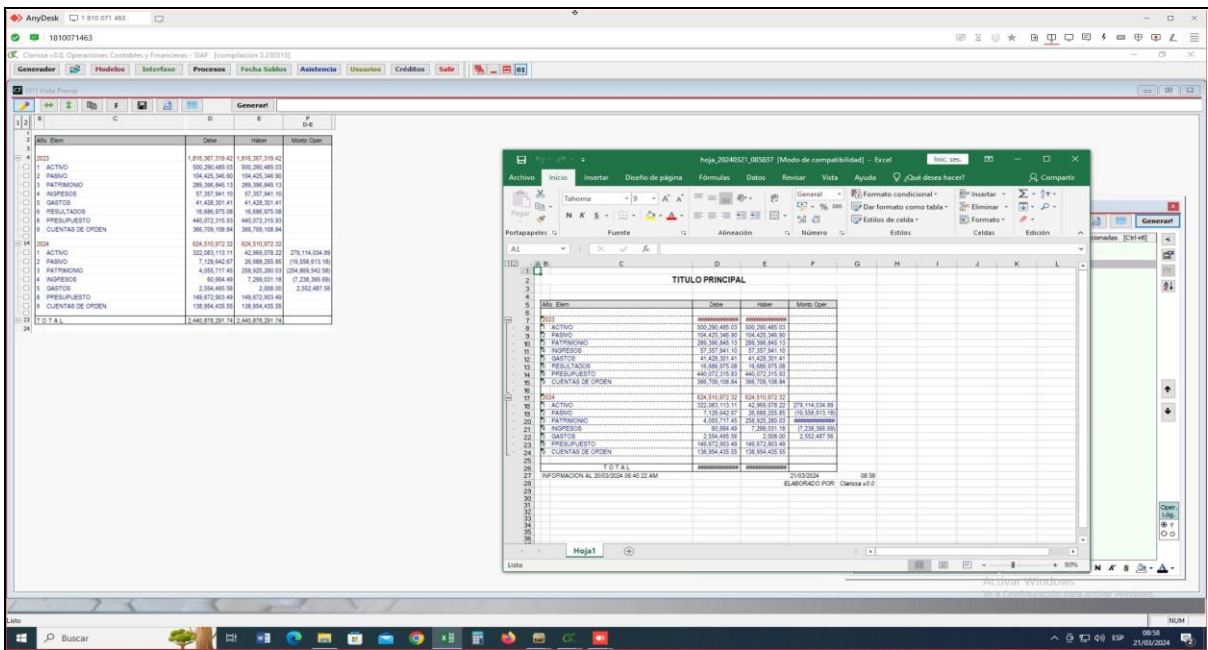 AnyDesk 1 810 071 463
1810071463
Clarissa v3.0, Operaciones Contables y Financieras - SIAF [compilación 3.230515]
Generador Modelos Interfase Procesos Fecha Saldos Asistencia Usuarios Créditos Salir
[01] Vista Previa
F Generar!
1 2 B C D E F
D-E
Año Elem Debe Haber Monto Oper.
2023 1,816,367,319.42 1,816,367,319.42
1 ACTIVO 500,290,485.03 500,290,485.03
2 PASIVO 104,425,346.90 104,425,346.90
3 PATRIMONIO 289,396,845.13 289,396,845.13
4 INGRESOS 57,357,941.10 57,357,941.10
5 GASTOS 41,428,301.41 41,428,301.41
6 RESULTADOS 16,686,975.08 16,686,975.08
8 PRESUPUESTO 440,072,315.93 440,072,315.93
9 CUENTAS DE ORDEN 366,709,108.84 366,709,108.84
2024 624,510,972.32 624,510,972.32
1 ACTIVO 322,083,113.11 42,969,078.22 279,114,034.89
2 PASIVO 7,129,642.67 26,688,255.85 (19,558,613.18)
3 PATRIMONIO 4,055,717.45 258,925,260.03 (254,869,542.58)
4 INGRESOS 60,664.49 7,299,031.18 (7,238,366.69)
5 GASTOS 2,554,495.56 2,008.00 2,552,487.56
8 PRESUPUESTO 149,672,903.49 149,672,903.49
9 CUENTAS DE ORDEN 138,954,435.55 138,954,435.55
T O T A L 2,440,878,291.74 2,440,878,291.74
hoja_20240321_085837 [Modo de compatibilidad] - Excel Inic. ses.
Archivo Inicio Insertar Diseño de página Fórmulas Datos Revisar Vista Ayuda ¿Qué desea hacer? Compartir
Pegar Tahoma 9 General Formato condicional Insertar
Dar formato como tabla Eliminar
N K S Estilos de celda Formato
Portapapeles Fuente Alineación Número Estilos Celdas Edición
A1 fx
A B C D E F G H I J K L
TITULO PRINCIPAL
Año Elem Debe Haber Monto Oper.
2023 ############# #############
1 ACTIVO 500,290,485.03 500,290,485.03
2 PASIVO 104,425,346.90 104,425,346.90
3 PATRIMONIO 289,396,845.13 289,396,845.13
4 INGRESOS 57,357,941.10 57,357,941.10
5 GASTOS 41,428,301.41 41,428,301.41
6 RESULTADOS 16,686,975.08 16,686,975.08
8 PRESUPUESTO 440,072,315.93 440,072,315.93
9 CUENTAS DE ORDEN 366,709,108.84 366,709,108.84
2024 624,510,972.32 624,510,972.32
1 ACTIVO 322,083,113.11 42,969,078.22 279,114,034.89
2 PASIVO 7,129,642.67 26,688,255.85 (19,558,613.18)
3 PATRIMONIO 4,055,717.45 258,925,260.03 #############
4 INGRESOS 60,664.49 7,299,031.18 (7,238,366.69)
5 GASTOS 2,554,495.56 2,008.00 2,552,487.56
8 PRESUPUESTO 149,672,903.49 149,672,903.49
9 CUENTAS DE ORDEN 138,954,435.55 138,954,435.55
T O T A L ############# #############
INFORMACION AL 20/03/2024 09:40:22 AM 21/03/2024 08:58
ELABORADO POR: Clarissa v3.0
Hoja1
Listo 80%
Generar!
[Ctrl+E]
Oper.
Lóg.
Y
O
N K S
Activar Windows
Ve a Configuración para activar Windows.
Listo NUM
Buscar
ESP 08:58
21/03/2024